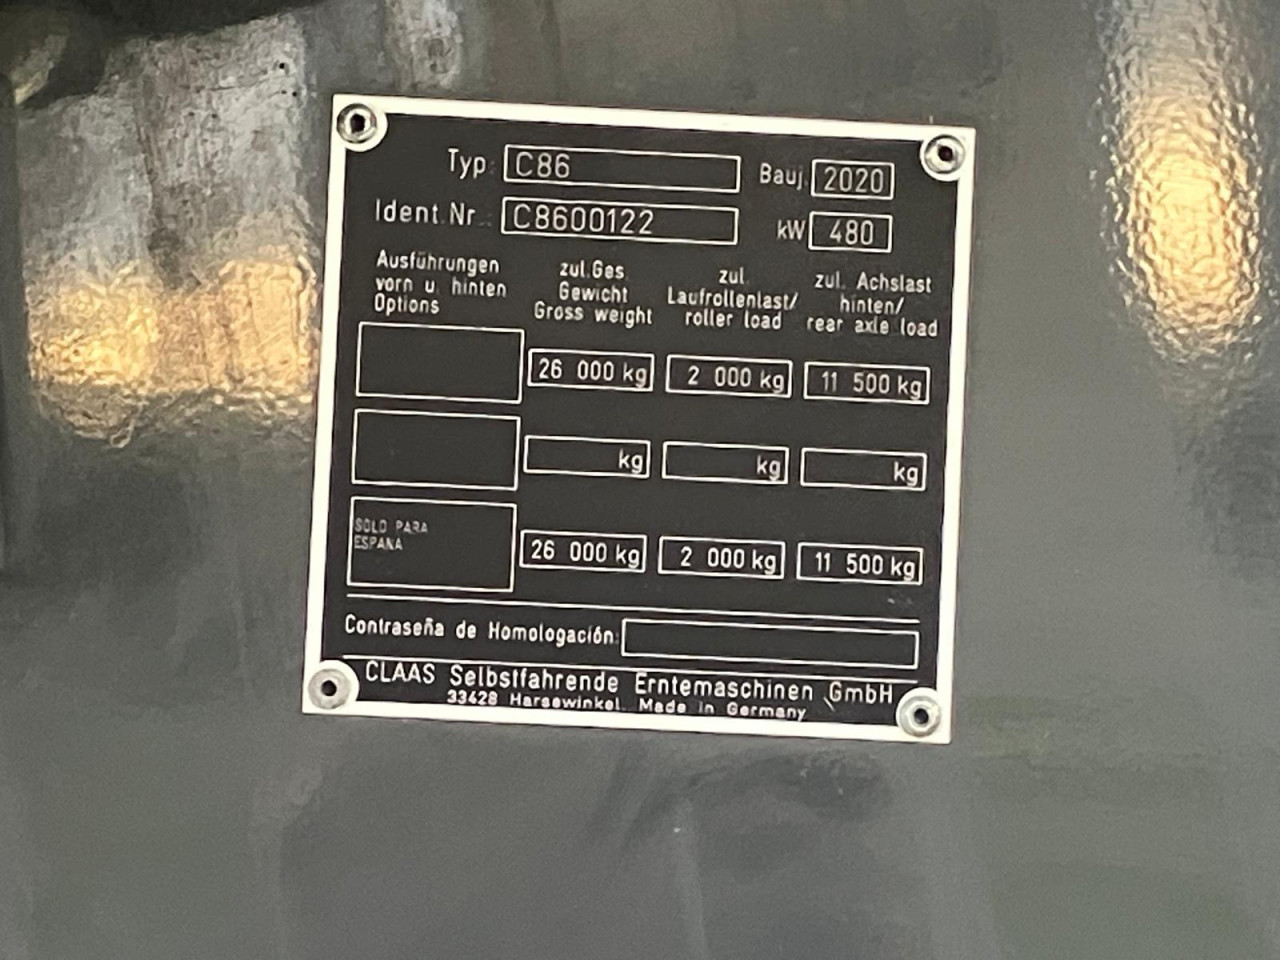 Typ: C86 Bauj. 2020
Ident.Nr.: C8600122 kW 480
Ausführungen
vorn u. hinten
Options
zul.Ges.
Gewicht
Gross weight
zul.
Laufrollenlast/
roller load
zul. Achslast
hinten/
rear axle load
26 000 kg 2 000 kg 11 500 kg
kg kg kg
SOLO PARA
ESPANA
26 000 kg 2 000 kg 11 500 kg
Contraseña de Homologación:
CLAAS Selbstfahrende Erntemaschinen GmbH
33428 Harsewinkel. Made in Germany